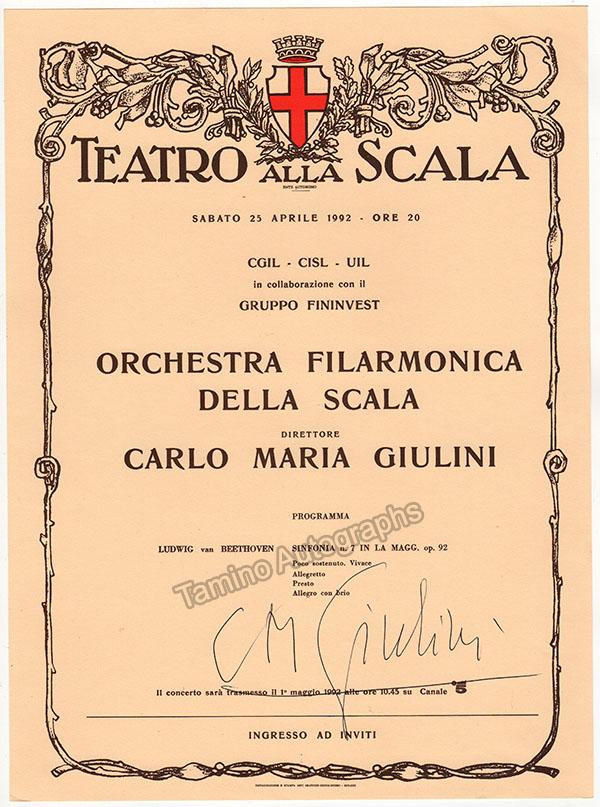 TEATRO ALLA SCALA
ENTE AUTONOMO
SABATO 25 APRILE 1992 - ORE 20
CGIL - CISL - UIL
in collaborazione con il
GRUPPO FININVEST
ORCHESTRA FILARMONICA
DELLA SCALA
DIRETTORE
CARLO MARIA GIULINI
PROGRAMMA
LUDWIG van BEETHOVEN SINFONIA n. 7 IN LA MAGG. op. 92
Poco sostenuto. Vivace
Allegretto
Presto
Allegro con brio
Tamino Autographs
CM Giulini
Il concerto sarà trasmesso il 1º maggio 1992 alle ore 10.45 su Canale 5
INGRESSO AD INVITI